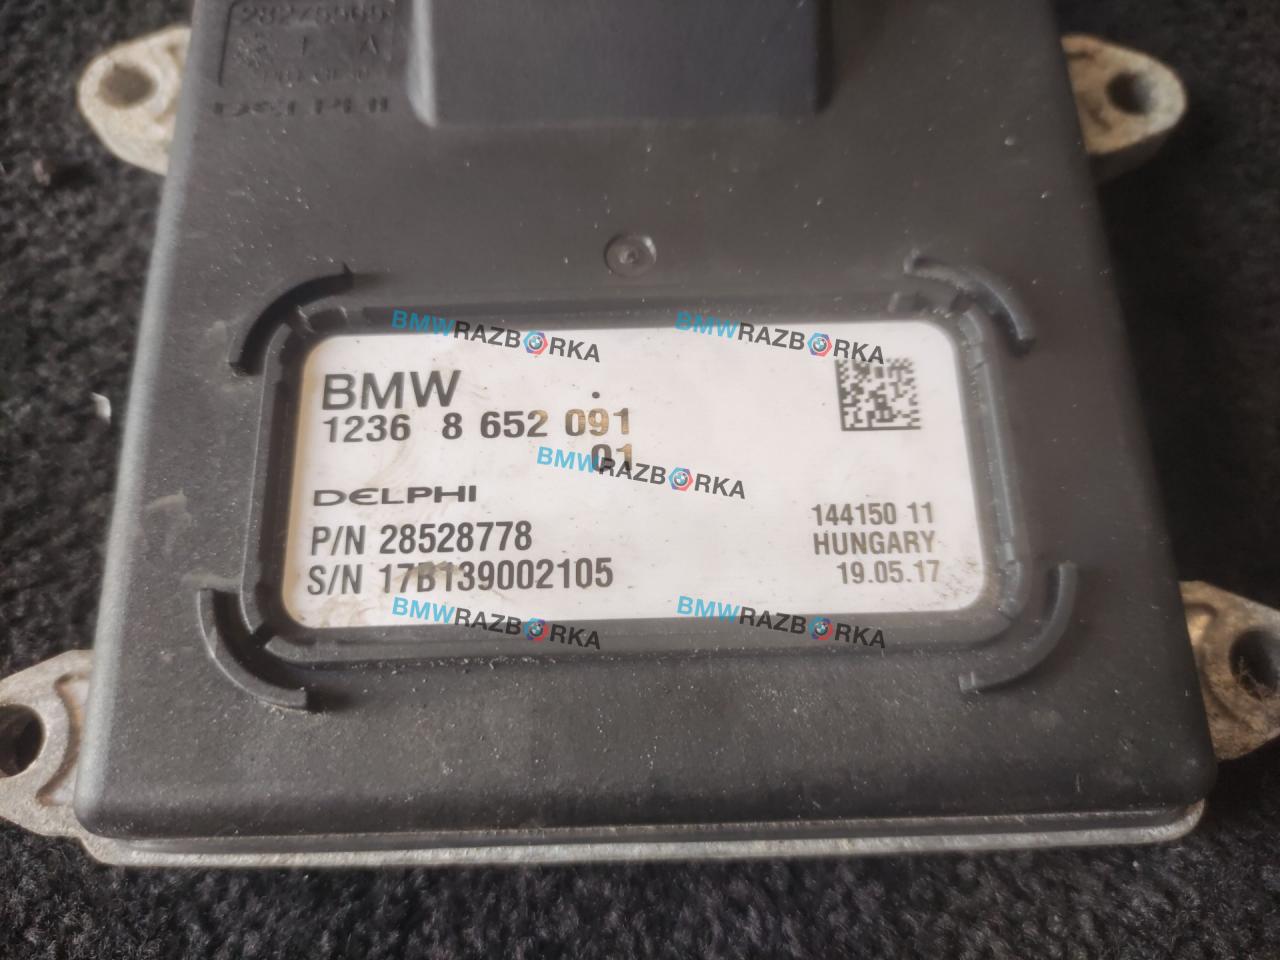 28275565
DELPHI
BMWRAZBORKA
BMWRAZBORKA
BMW
1236 8 652 091
01
BMWRAZBORKA
DELPHI
P/N 28528778
S/N 17B139002105
144150 11
HUNGARY
19.05.17
BMWRAZBORKA
BMWRAZBORKA